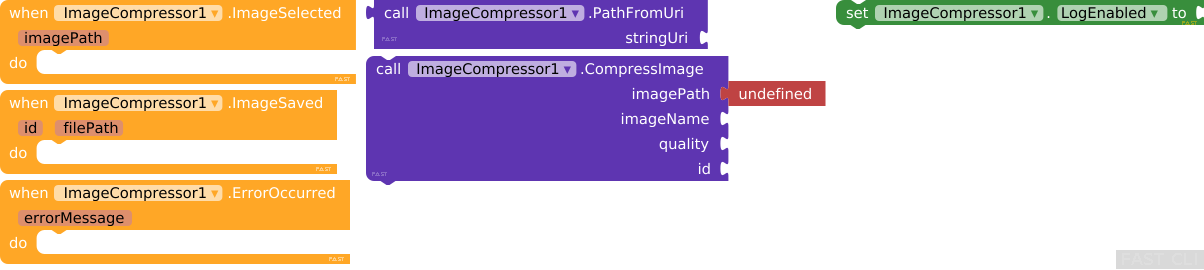 when ImageCompressor1 .ImageSelected
imagePath
do
FAST
when ImageCompressor1 .ImageSaved
id filePath
do
FAST
when ImageCompressor1 .ErrorOccurred
errorMessage
do
FAST
call ImageCompressor1 .PathFromUri
stringUri
FAST
call ImageCompressor1 .CompressImage
imagePath undefined
imageName
quality
id
FAST
set ImageCompressor1 . LogEnabled to
FAST
FAST CLI